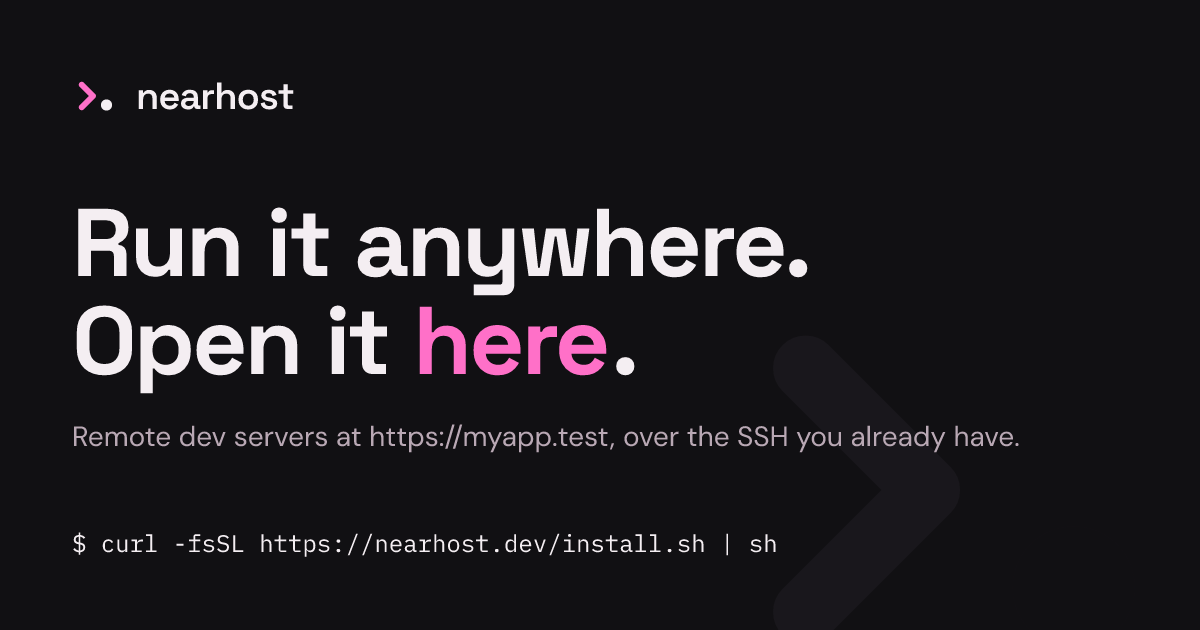 nearhost
Run it anywhere.
Open it here.
Remote dev servers at https://myapp.test, over the SSH you already have.
$ curl -fsSL https://nearhost.dev/install.sh | sh